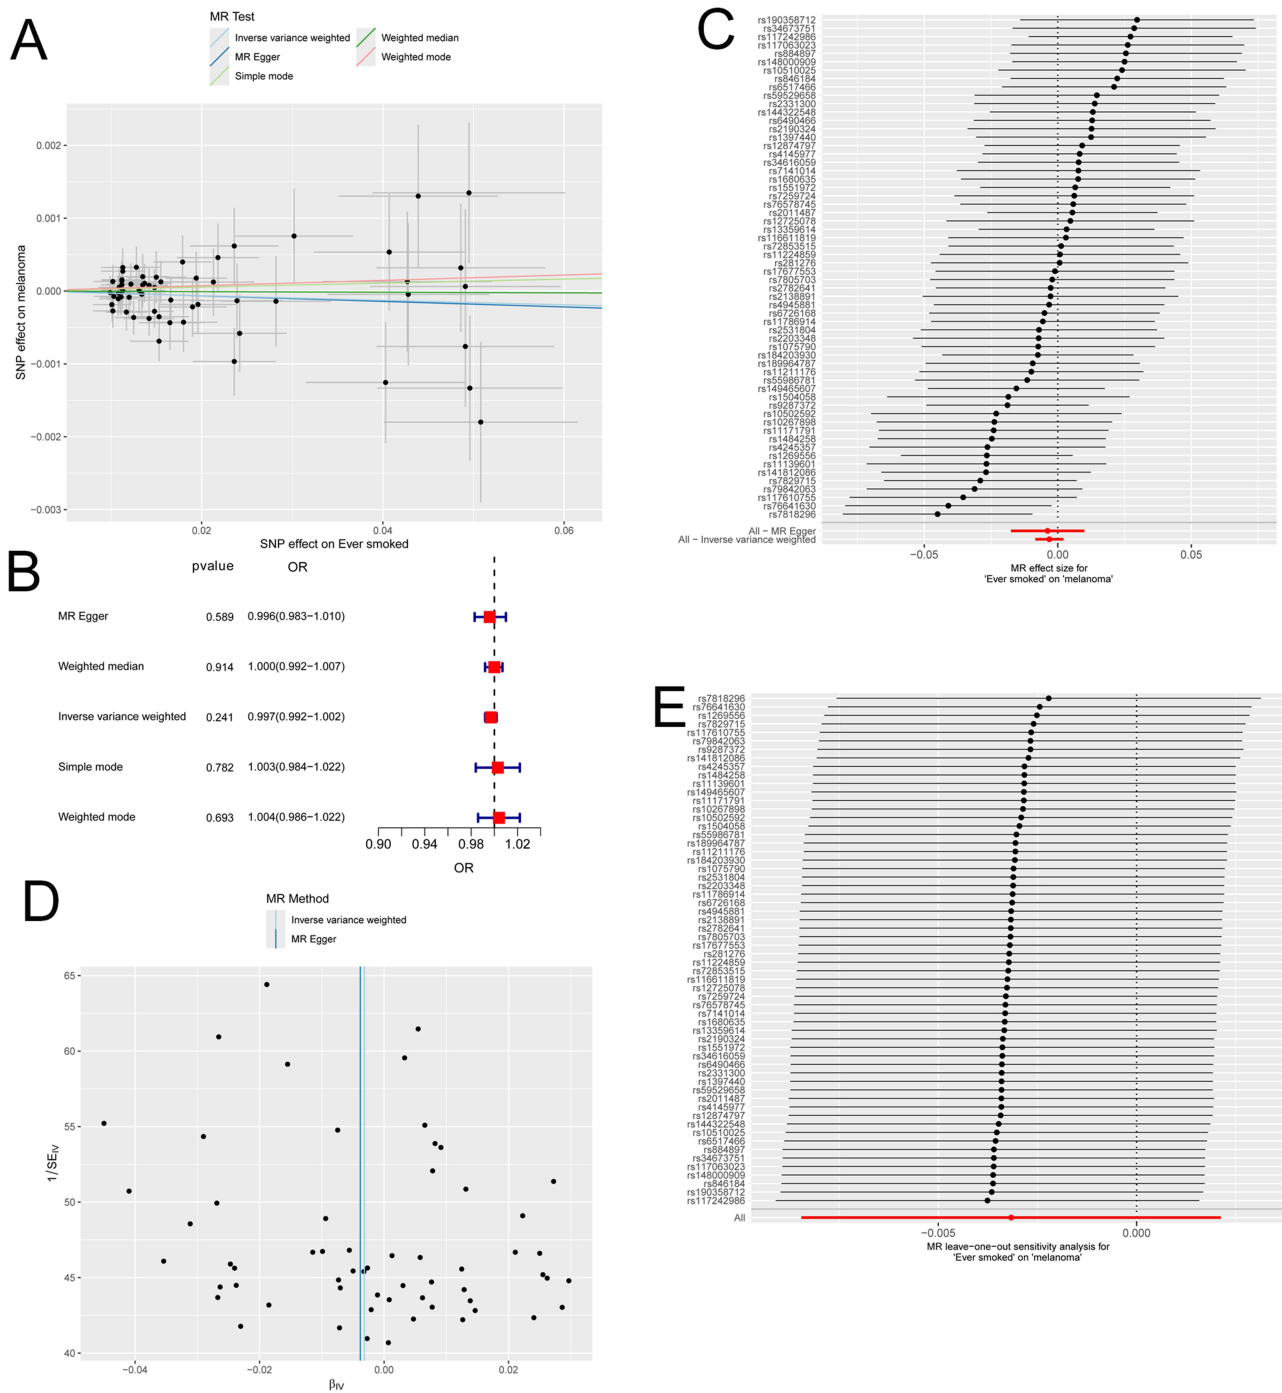 A
MR Test
Inverse variance weighted
Weighted median
MR Egger
Weighted mode
Simple mode
0.002
0.001
0.000
−0.001
−0.002
−0.003
SNP effect on melanoma
0.02
0.04
0.06
SNP effect on Ever smoked
B
pvalue OR
MR Egger 0.589 0.996(0.983−1.010)
Weighted median 0.914 1.000(0.992−1.007)
Inverse variance weighted 0.241 0.997(0.992−1.002)
Simple mode 0.782 1.003(0.984−1.022)
Weighted mode 0.693 1.004(0.986−1.022)
0.90 0.94 0.98 1.02
OR
C
rs190358712
rs34673751
rs117242986
rs117063023
rs884897
rs148000909
rs10510025
rs846184
rs6517466
rs59529658
rs2331300
rs144322548
rs6490466
rs2190324
rs1397440
rs12874797
rs4145977
rs34616059
rs7141014
rs1680635
rs1551972
rs7259724
rs76578745
rs2011487
rs12725078
rs13359614
rs116611819
rs72853515
rs11224859
rs281276
rs17677553
rs7805703
rs2782641
rs2138891
rs4945881
rs6726168
rs11786914
rs2531804
rs2203348
rs1075790
rs184203930
rs189964787
rs11211176
rs55986781
rs149465607
rs1504058
rs9287372
rs10502592
rs10267898
rs11171791
rs1484258
rs4245357
rs1269556
rs11139601
rs141812086
rs7829715
rs79842063
rs117610755
rs76641630
rs7818296
All − MR Egger
All − Inverse variance weighted
−0.05 0.00 0.05
MR effect size for
'Ever smoked' on 'melanoma'
D
MR Method
Inverse variance weighted
MR Egger
65
60
55
50
45
40
1/SE_IV
−0.04 −0.02 0.00 0.02
β_IV
E
rs7818296
rs76641630
rs1269556
rs7829715
rs117610755
rs79842063
rs9287372
rs141812086
rs4245357
rs1484258
rs11139601
rs149465607
rs11171791
rs10267898
rs10502592
rs1504058
rs55986781
rs189964787
rs11211176
rs184203930
rs1075790
rs2531804
rs2203348
rs11786914
rs6726168
rs4945881
rs2138891
rs2782641
rs7805703
rs17677553
rs281276
rs11224859
rs72853515
rs116611819
rs12725078
rs7259724
rs76578745
rs7141014
rs1680635
rs13359614
rs2190324
rs1551972
rs34616059
rs6490466
rs2331300
rs1397440
rs59529658
rs2011487
rs4145977
rs12874797
rs144322548
rs10510025
rs6517466
rs884897
rs34673751
rs117063023
rs148000909
rs846184
rs190358712
rs117242986
All
−0.005 0.000
MR leave−one−out sensitivity analysis for
'Ever smoked' on 'melanoma'